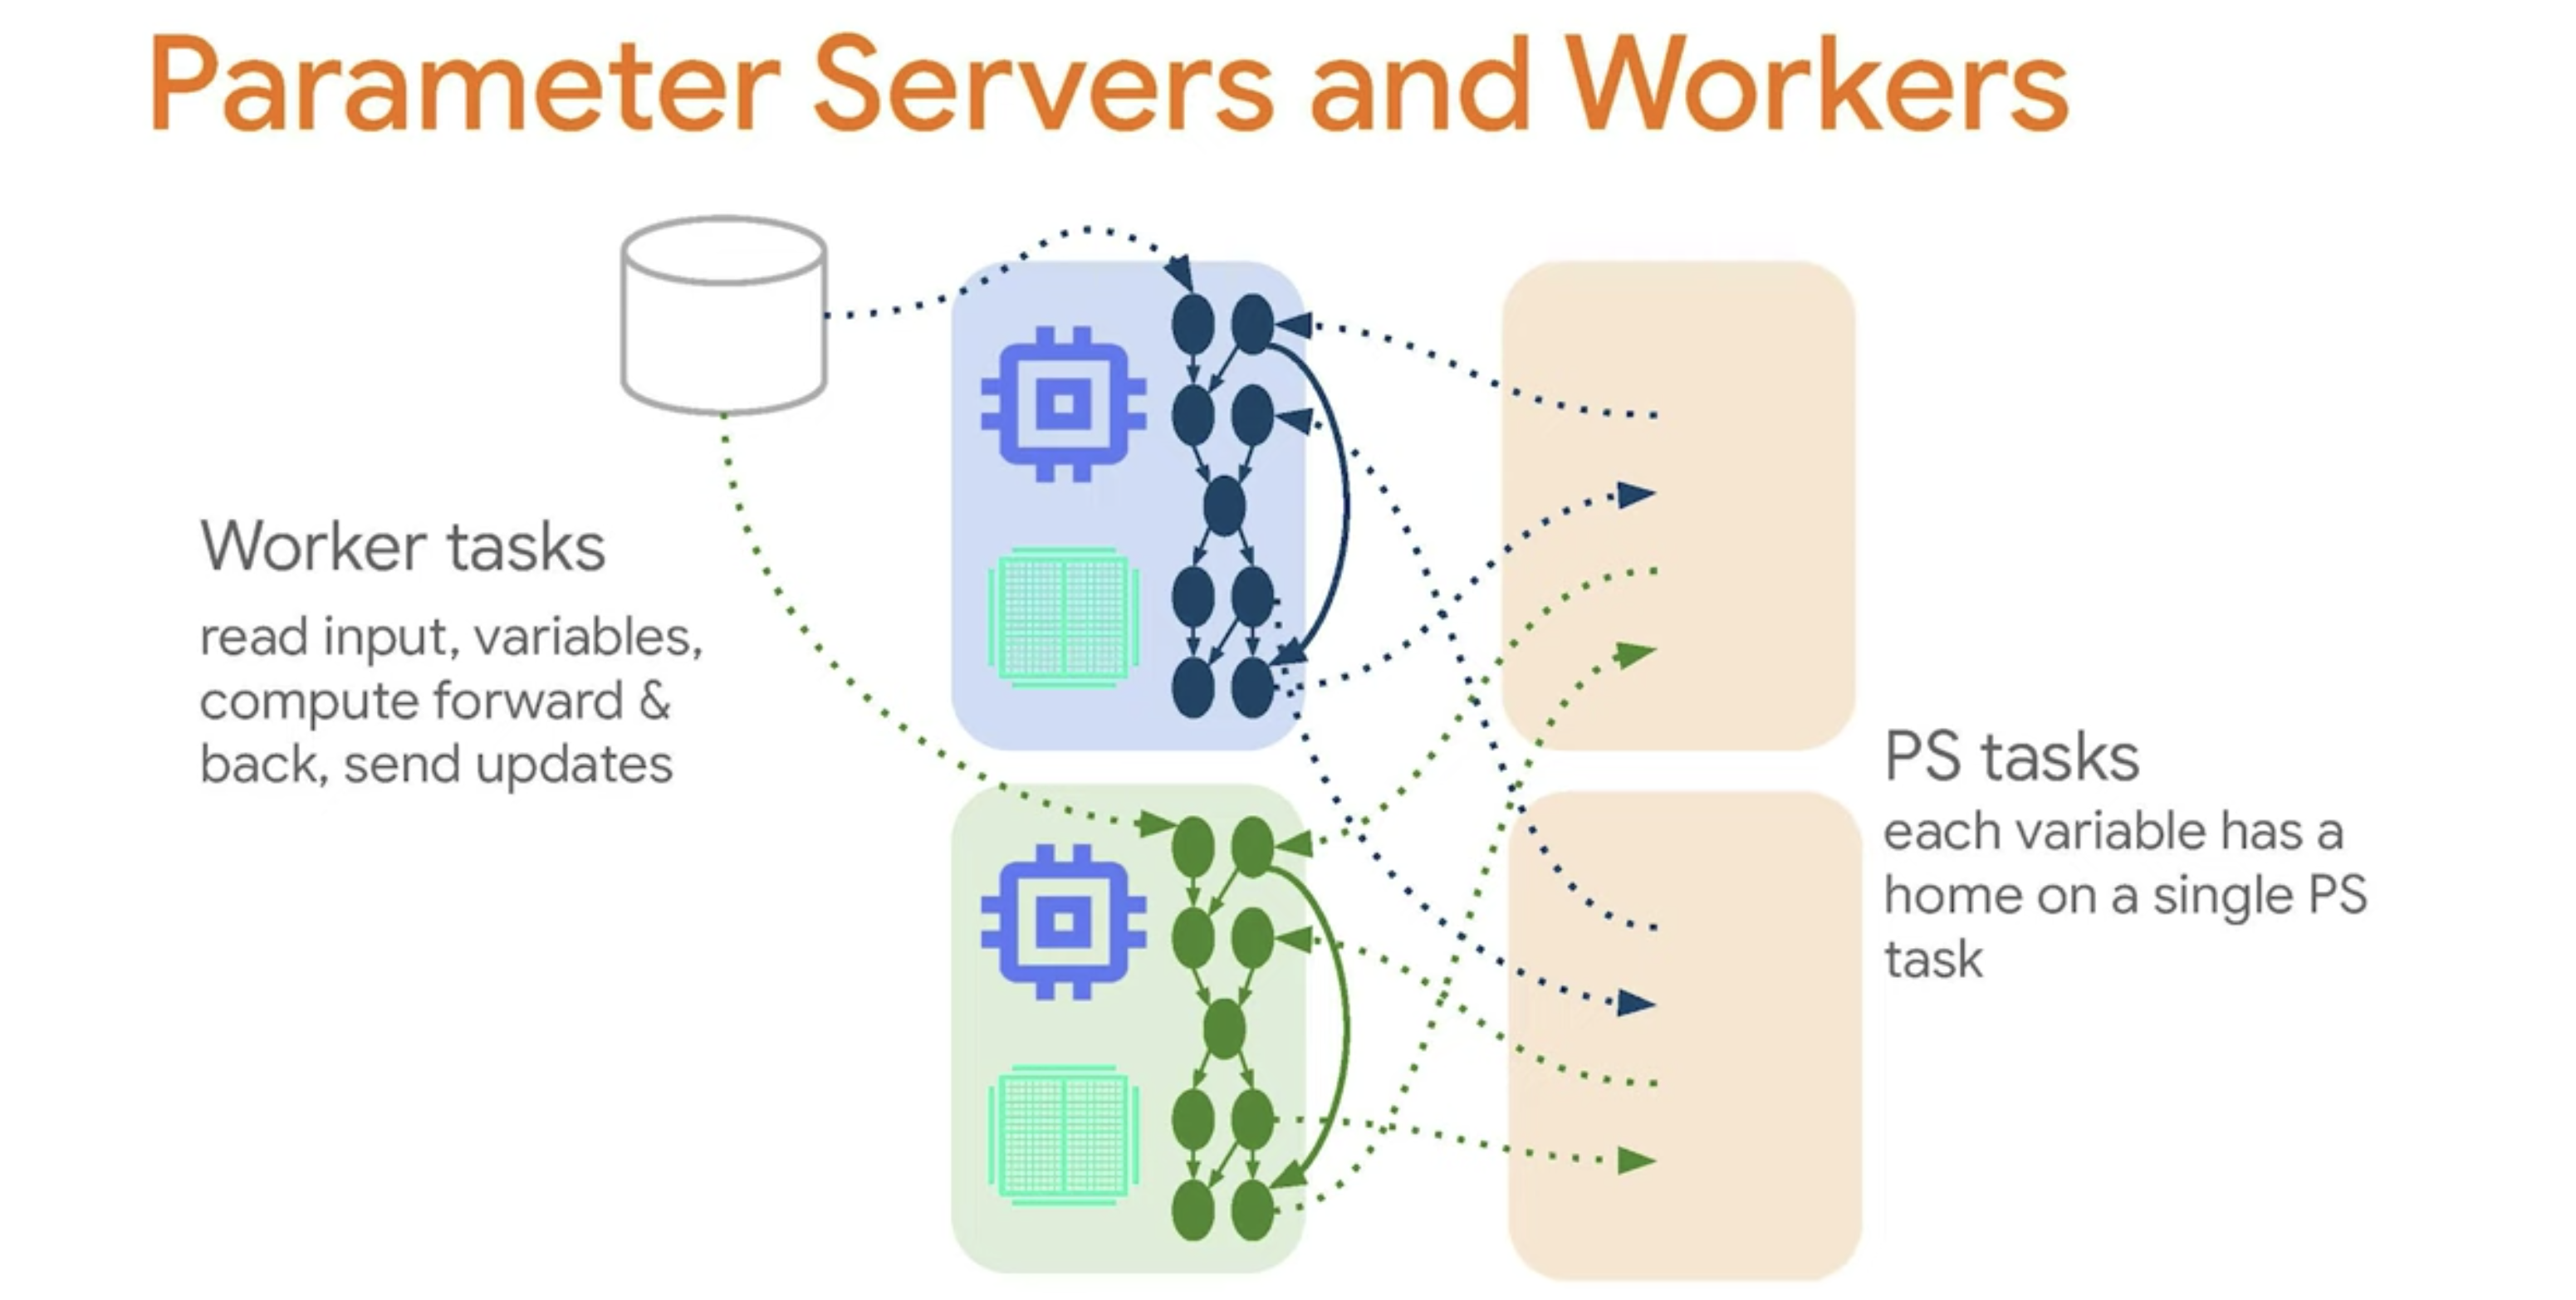 Parameter Servers and Workers
Worker tasks
read input, variables,
compute forward &
back, send updates
PS tasks
each variable has a
home on a single PS
task